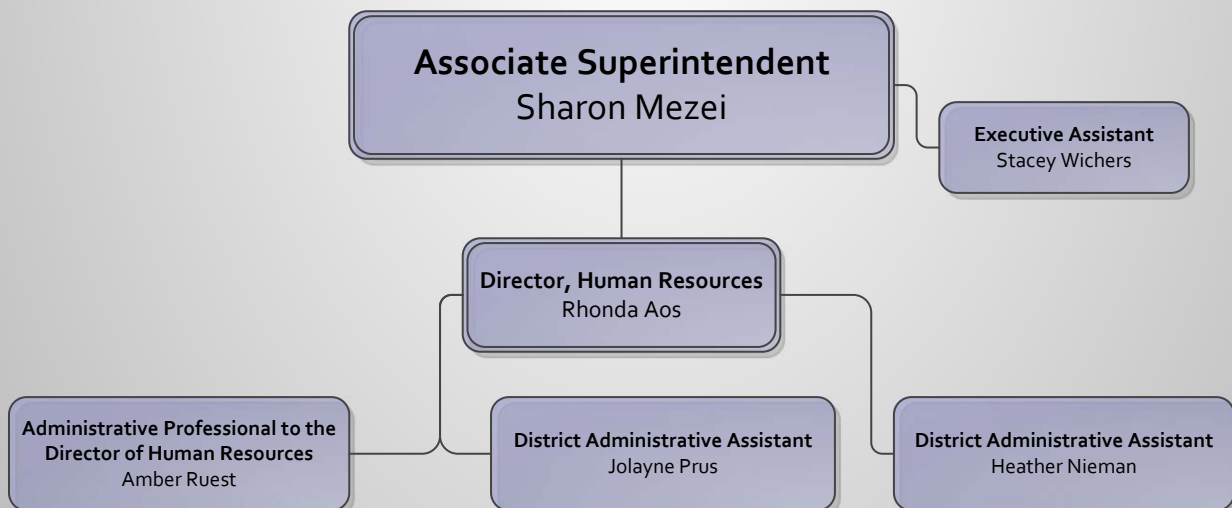 Associate Superintendent
Sharon Mezei
Executive Assistant
Stacey Wichers
Director, Human Resources
Rhonda Aos
Administrative Professional to the
Director of Human Resources
Amber Ruest
District Administrative Assistant
Jolayne Prus
District Administrative Assistant
Heather Nieman